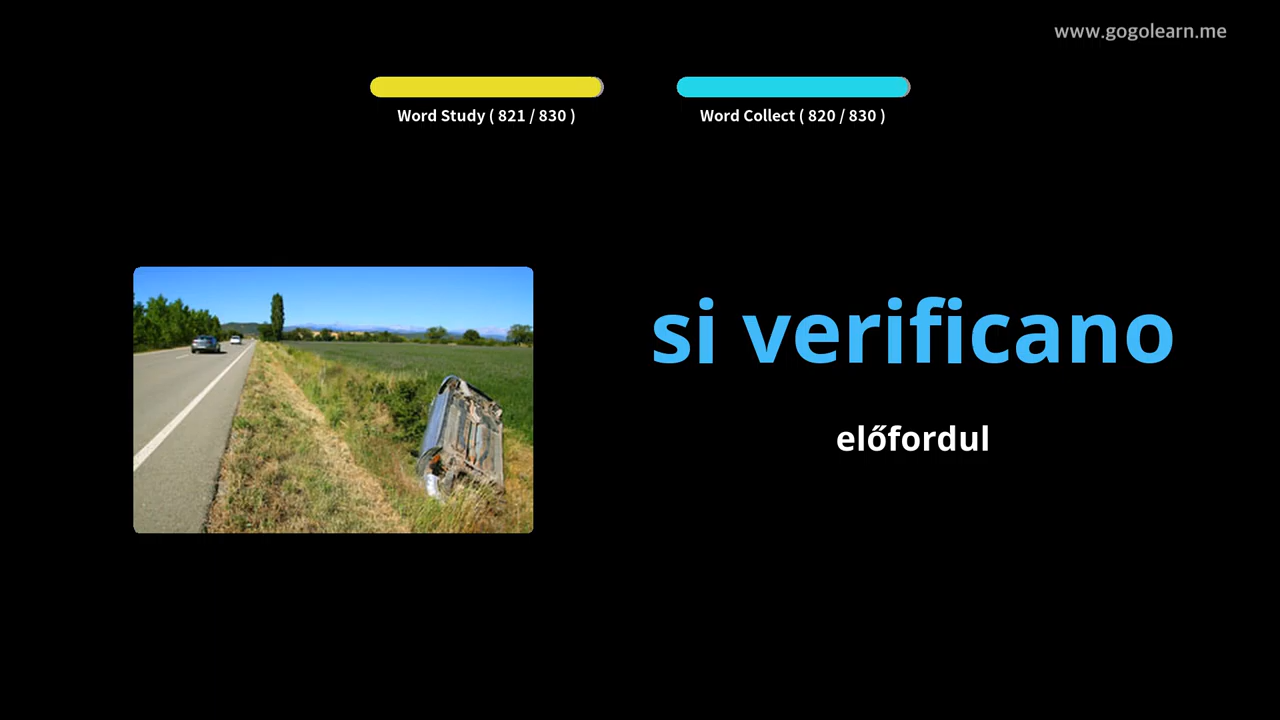 www.gogolearn.me
Word Study ( 821 / 830 )
Word Collect ( 820 / 830 )
si verificano
előfordul